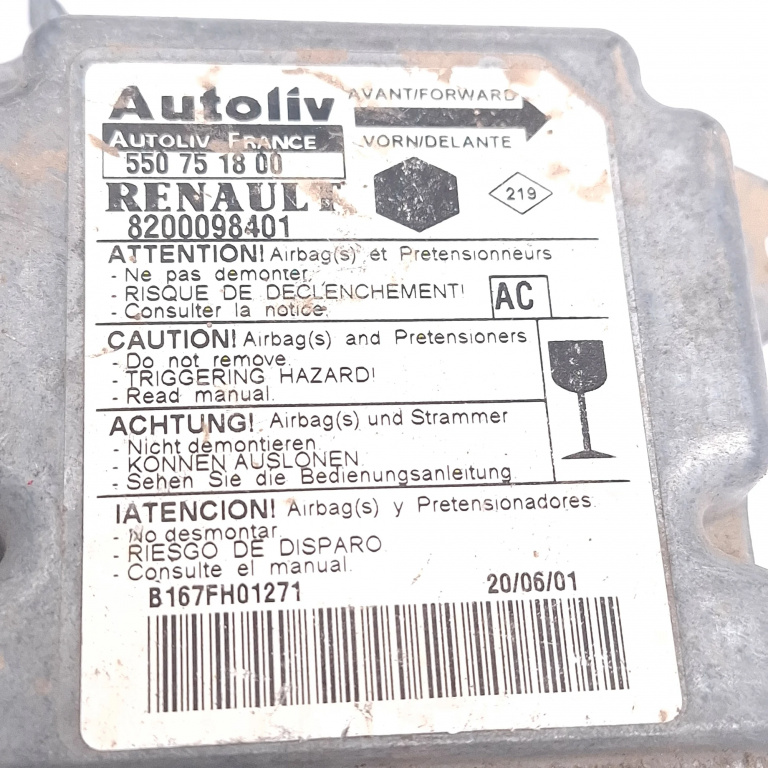 Autoliv
AVANT/FORWARD
AUTOLIV FRANCE
VORN/DELANTE
550 75 18 00
RENAULT
219
8200098401
ATTENTION! Airbag(s) et Pretensionneurs
- Ne pas demonter.
- RISQUE DE DECLENCHEMENT!
- Consulter la notice.
AC
CAUTION! Airbag(s) and Pretensioners
- Do not remove.
- TRIGGERING HAZARD!
- Read manual.
ACHTUNG! Airbag(s) und Strammer
- Nicht demontieren
- KONNEN AUSLONEN.
- Sehen Sie die Bedienungsanleitung
¡ATENCION! Airbag(s) y Pretensionadores.
- No desmontar.
- RIESGO DE DISPARO.
- Consulte el manual.
B167FH01271
20/06/01